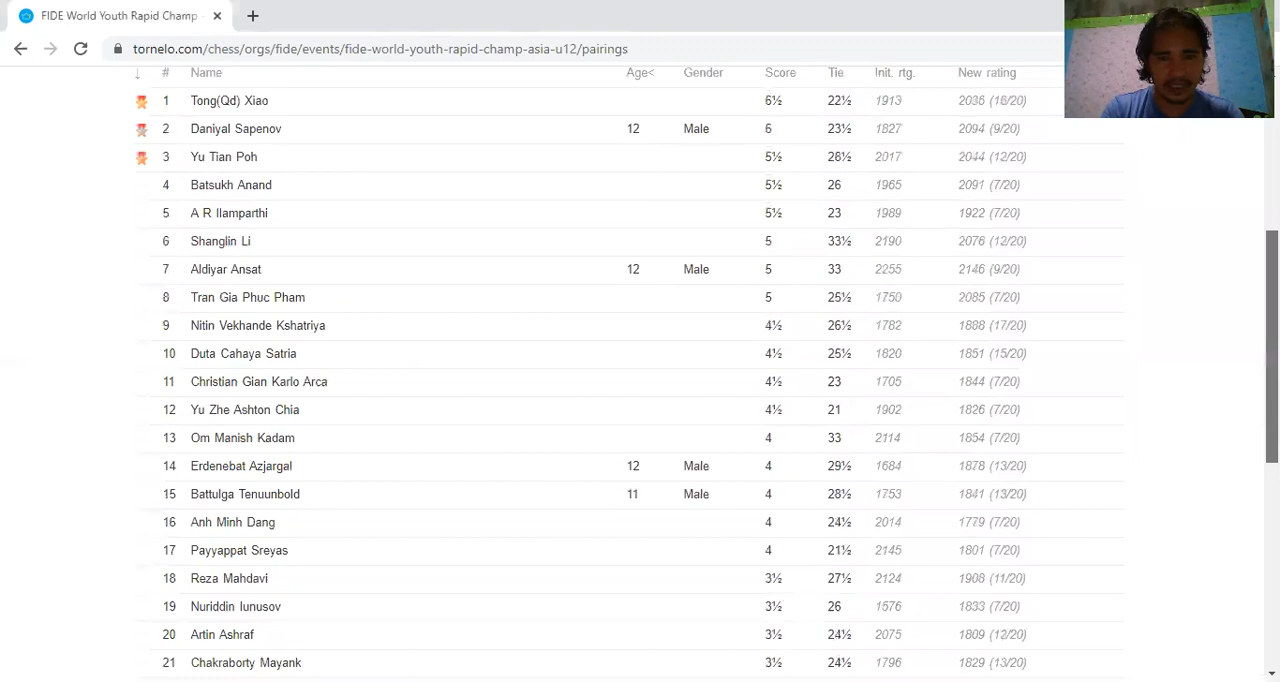 FIDE World Youth Rapid Champ
tornelo.com/chess/orgs/fide/events/fide-world-youth-rapid-champ-asia-u12/pairings
# Name Age< Gender Score Tie Init. rtg. New rating
1 Tong(Qd) Xiao 6½ 22½ 1913 2036 (16/20)
2 Daniyal Sapenov 12 Male 6 23½ 1827 2094 (9/20)
3 Yu Tian Poh 5½ 26½ 2017 2044 (12/20)
4 Batsukh Anand 5½ 26 1965 2091 (7/20)
5 A R Ilamparthi 5½ 23 1989 1922 (7/20)
6 Shanglin Li 5 33½ 2190 2076 (12/20)
7 Aldiyar Ansat 12 Male 5 33 2255 2146 (9/20)
8 Tran Gia Phuc Pham 5 25½ 1750 2085 (7/20)
9 Nitin Vekhande Kshatriya 4½ 26½ 1782 1888 (17/20)
10 Duta Cahaya Satria 4½ 25½ 1820 1851 (15/20)
11 Christian Gian Karlo Arca 4½ 23 1705 1844 (7/20)
12 Yu Zhe Ashton Chia 4½ 21 1902 1826 (7/20)
13 Om Manish Kadam 4 33 2114 1854 (7/20)
14 Erdenebat Azjargal 12 Male 4 29½ 1684 1878 (13/20)
15 Battulga Tenuunbold 11 Male 4 28½ 1753 1841 (13/20)
16 Anh Minh Dang 4 24½ 2014 1779 (7/20)
17 Payyappat Sreyas 4 21½ 2145 1801 (7/20)
18 Reza Mahdavi 3½ 27½ 2124 1908 (11/20)
19 Nuriddin Iunusov 3½ 26 1576 1833 (7/20)
20 Artin Ashraf 3½ 24½ 2075 1809 (12/20)
21 Chakraborty Mayank 3½ 24½ 1796 1829 (13/20)